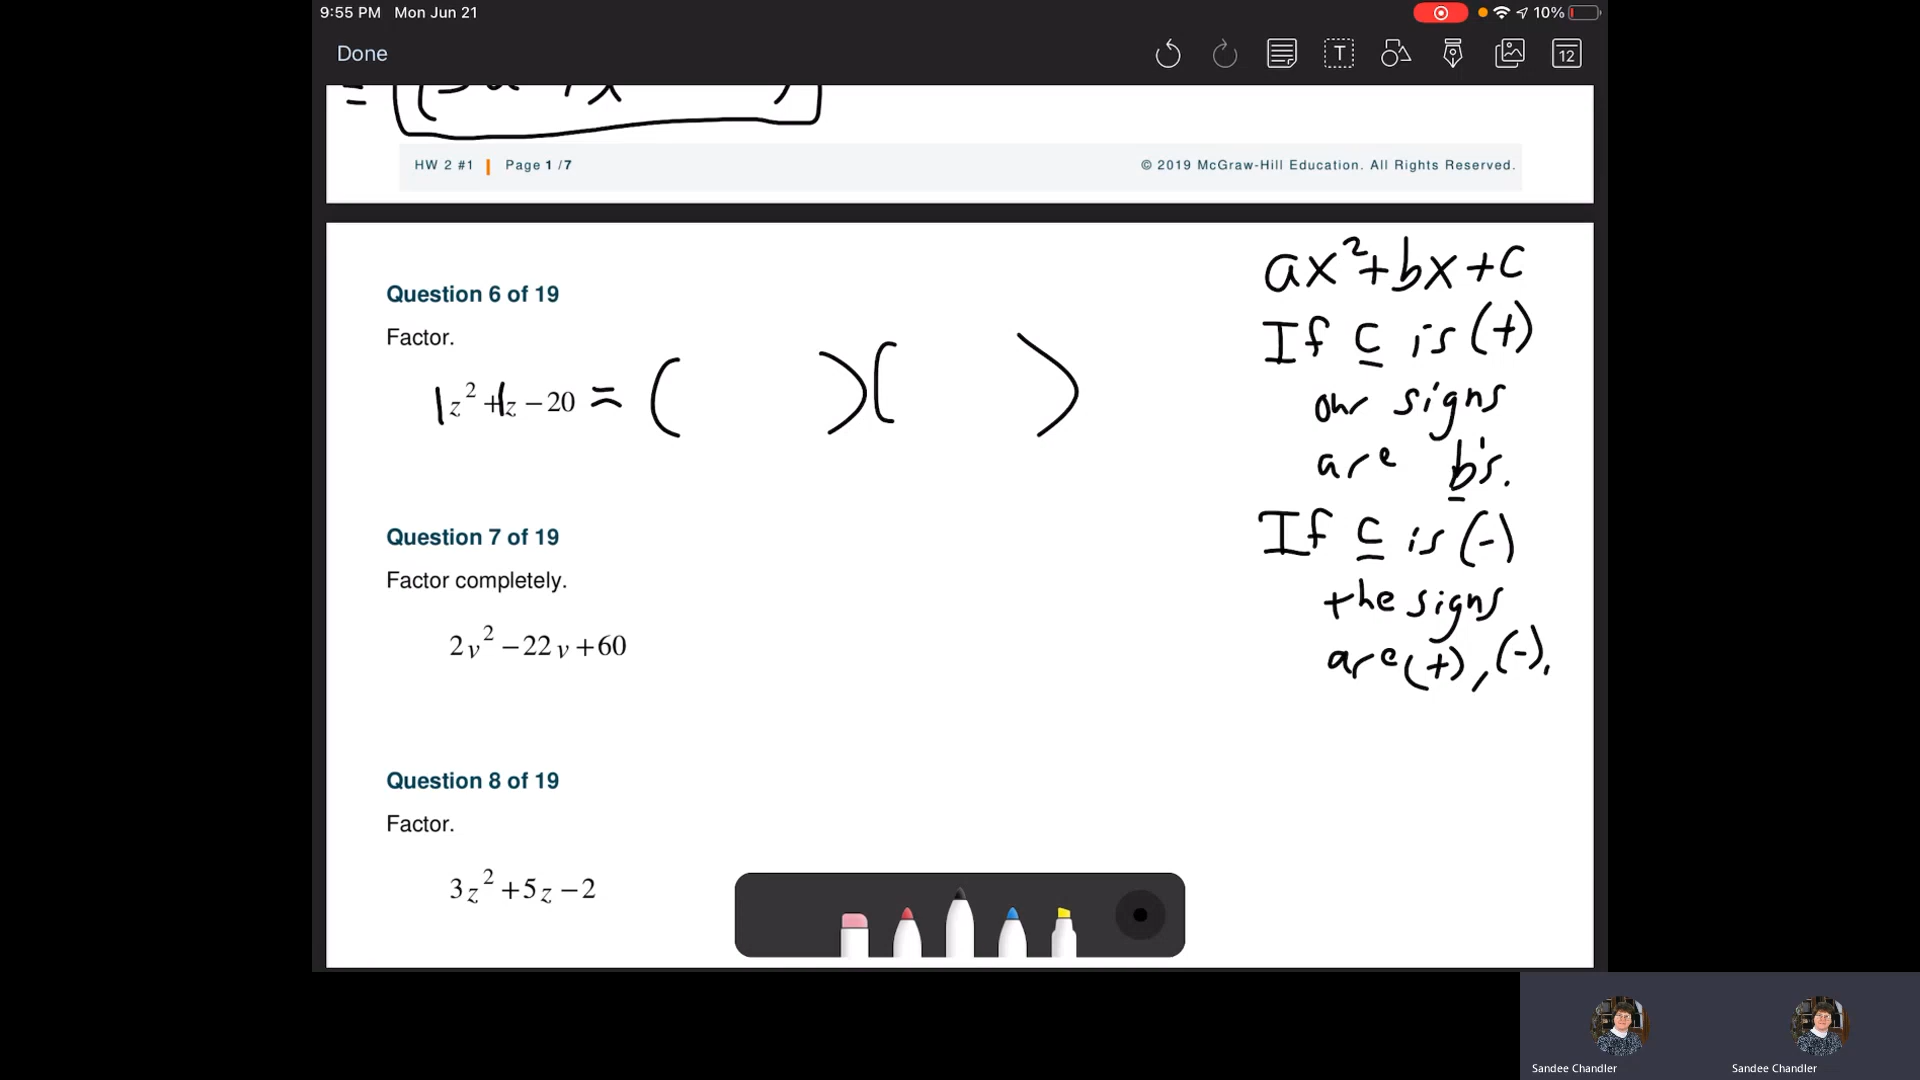 9:55 PM Mon Jun 21
10%
Done
T
12
=
HW 2 #1 | Page 1 /7
© 2019 McGraw-Hill Education. All Rights Reserved.
Question 6 of 19
Factor.
1z² + 1z − 20 = ( )( )
Question 7 of 19
Factor completely.
2v² − 22v + 60
Question 8 of 19
Factor.
3z² + 5z − 2
ax² + bx + c
If c is (+)
our signs
are b's.
If c is (-)
the signs
are (+), (-).
Sandee Chandler
Sandee Chandler